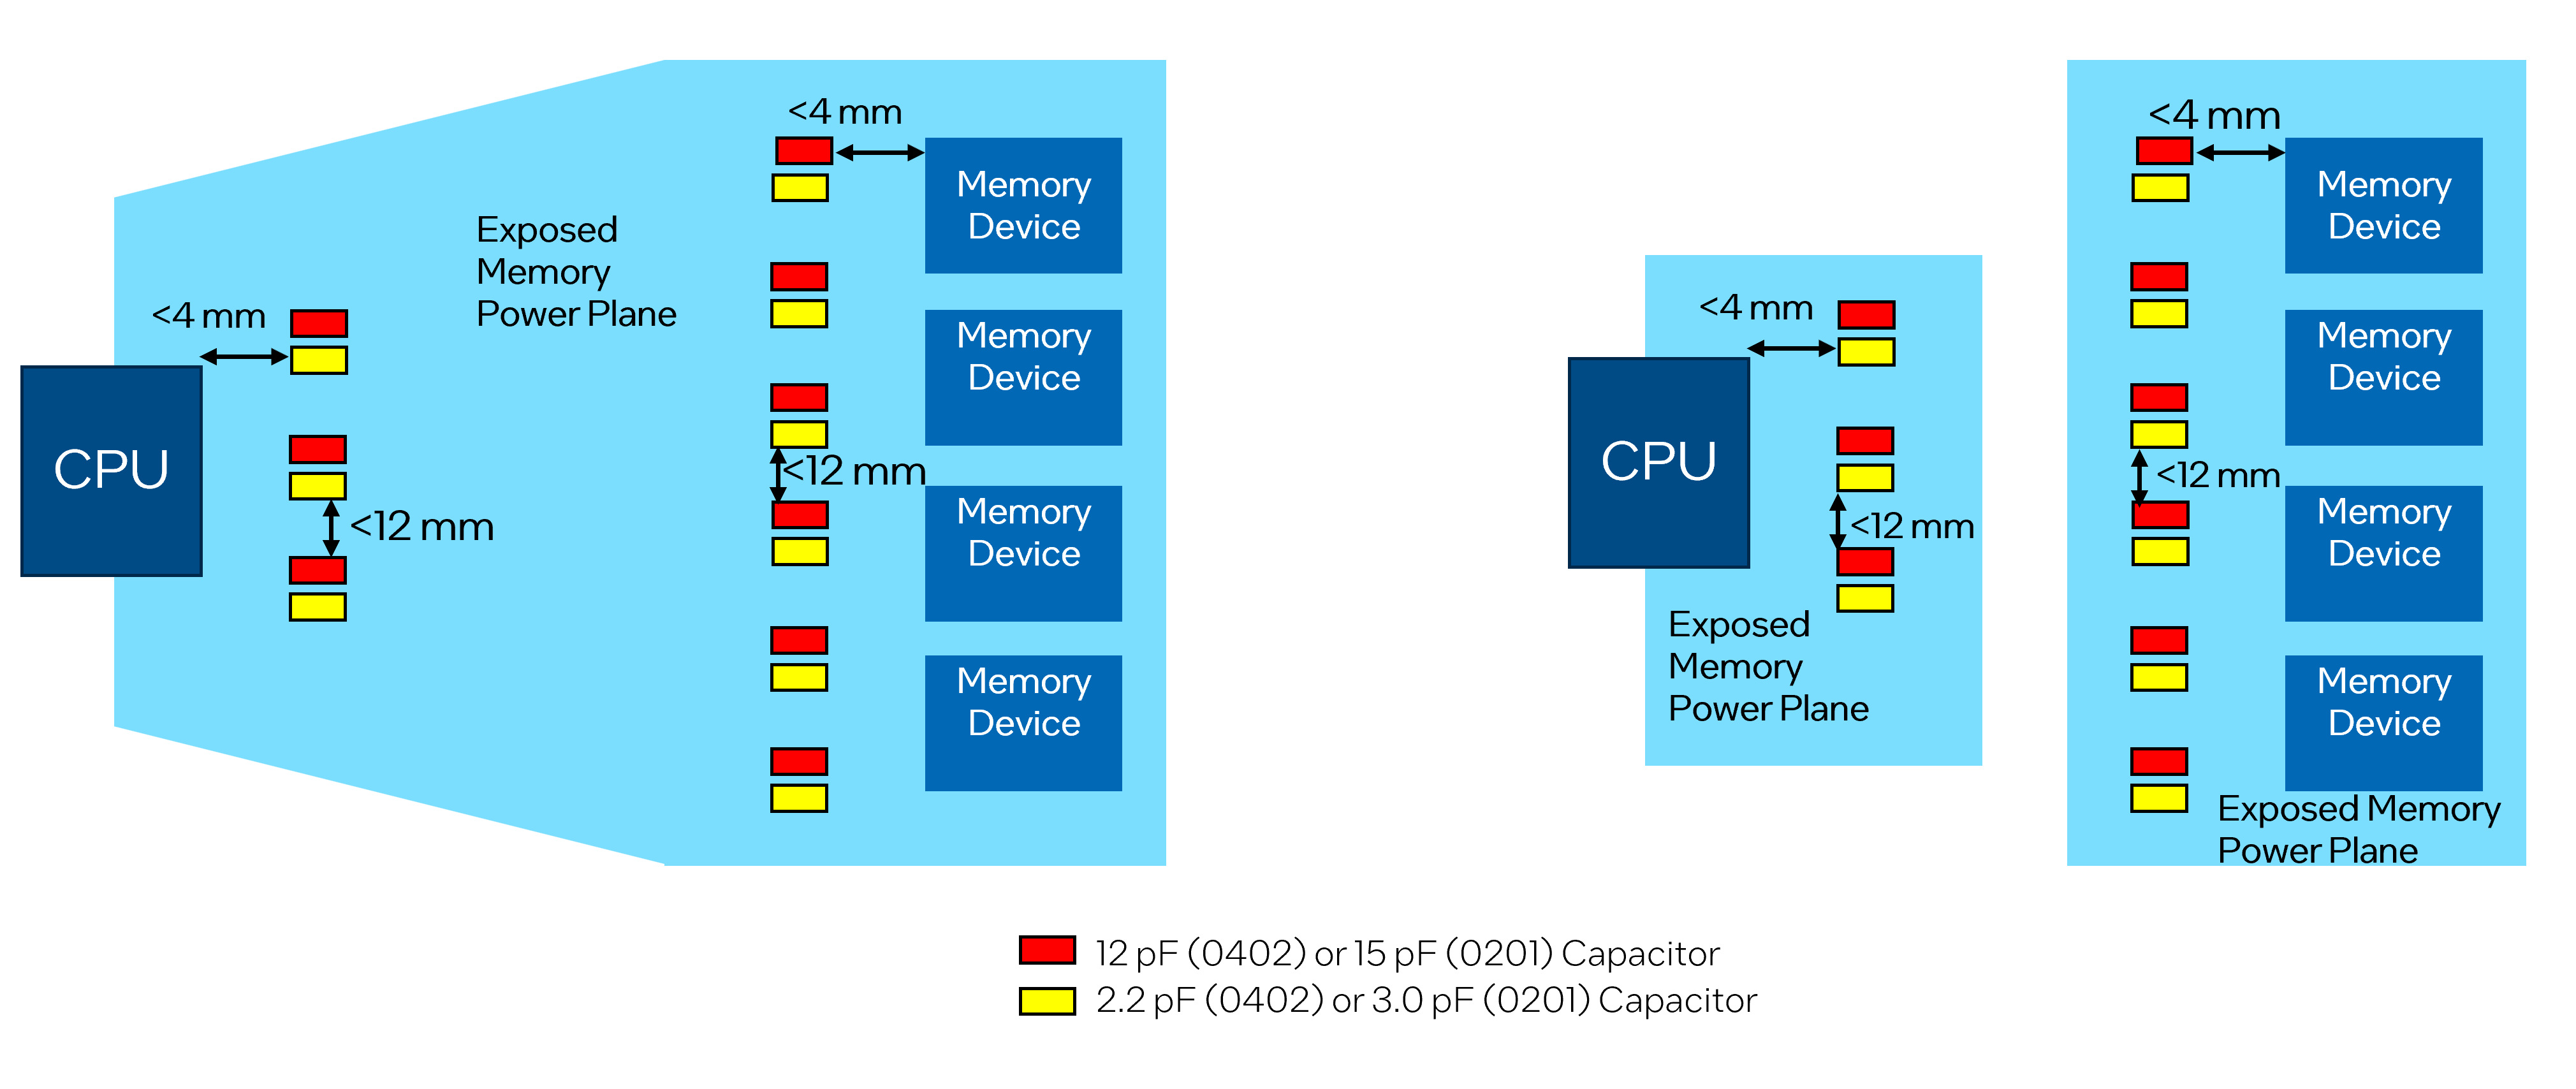 <4 mm
Memory
Device
Exposed
Memory
Power Plane
<4 mm
Memory
Device
CPU
<12 mm
<12 mm
Memory
Device
Memory
Device
<4 mm
Memory
Device
<4 mm
Memory
Device
CPU
<12 mm
<12 mm
Memory
Device
Exposed
Memory
Power Plane
Memory
Device
Exposed Memory
Power Plane
12 pF (0402) or 15 pF (0201) Capacitor
2.2 pF (0402) or 3.0 pF (0201) Capacitor